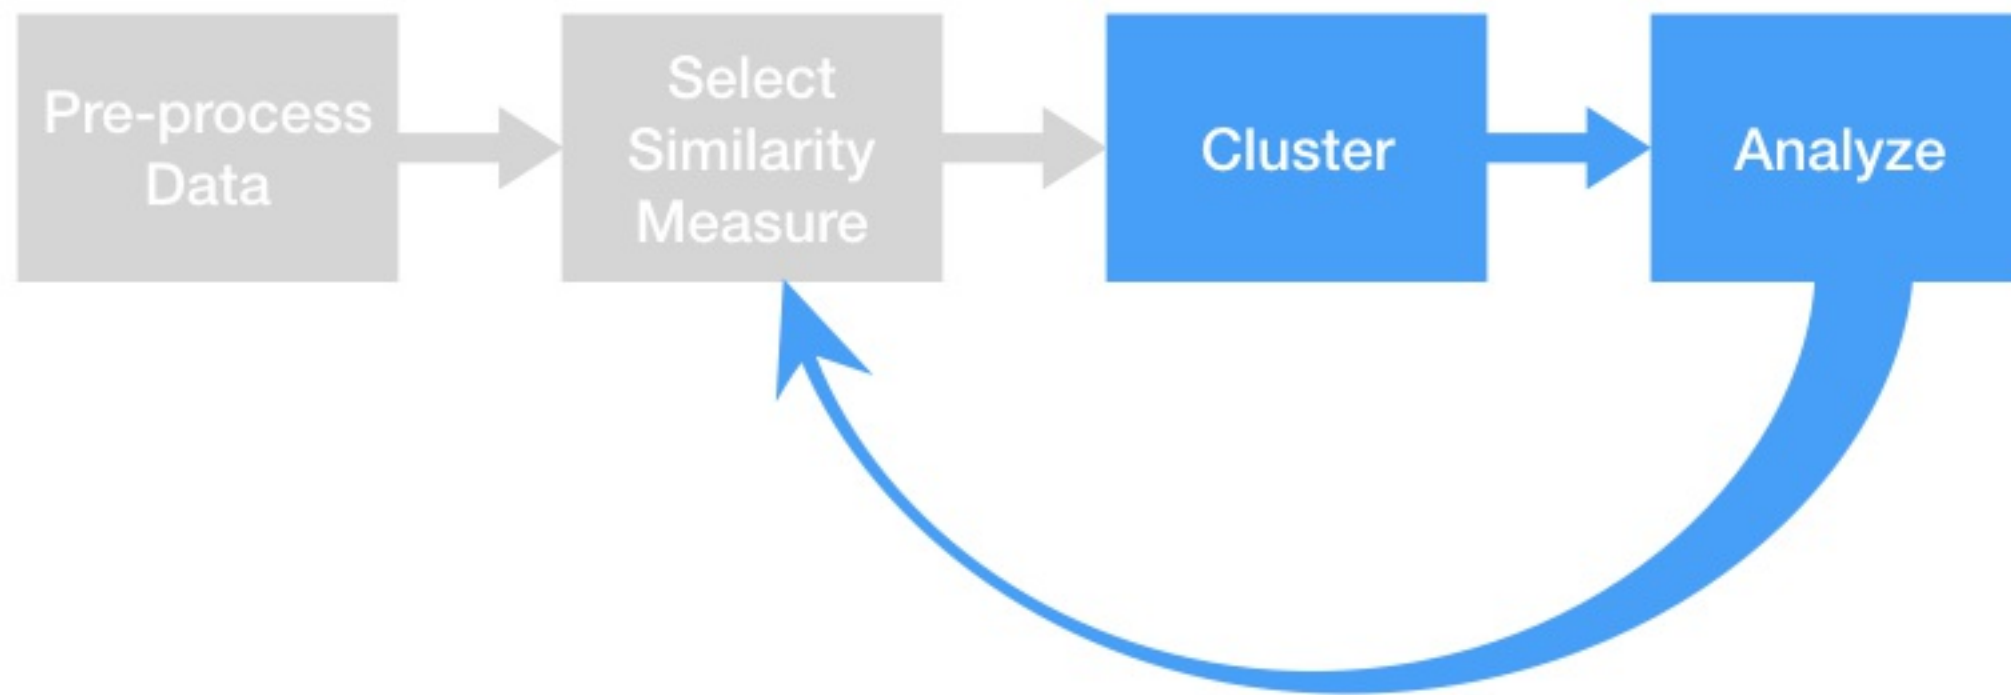 Pre-process
Data
Select
Similarity
Measure
Cluster
Analyze